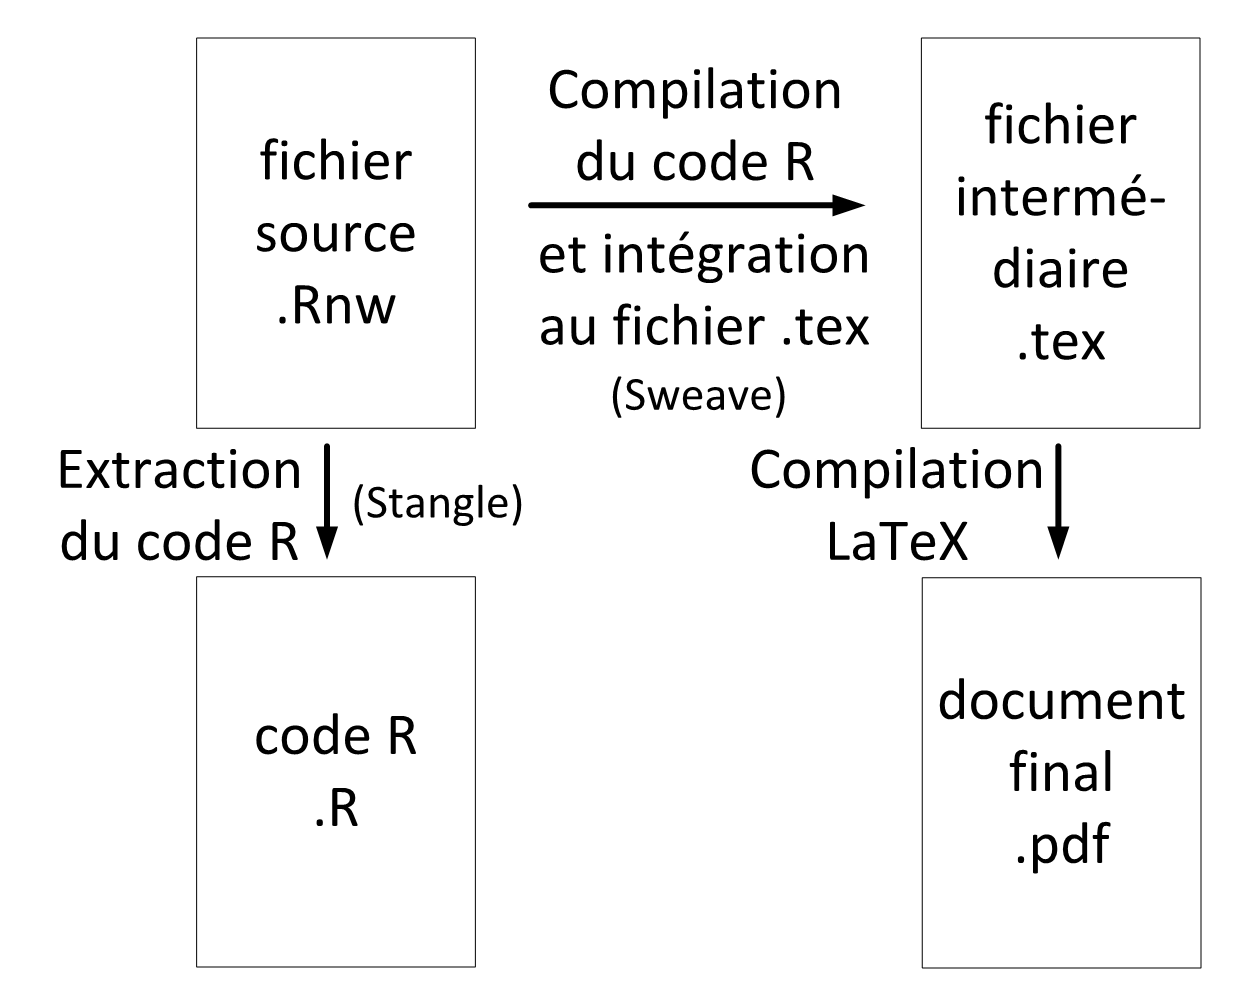 fichier
source
.Rnw
Compilation
du code R
et intégration
au fichier .tex
(Sweave)
fichier
intermé-
diaire
.tex
Extraction
du code R
(Stangle)
Compilation
LaTeX
code R
.R
document
final
.pdf